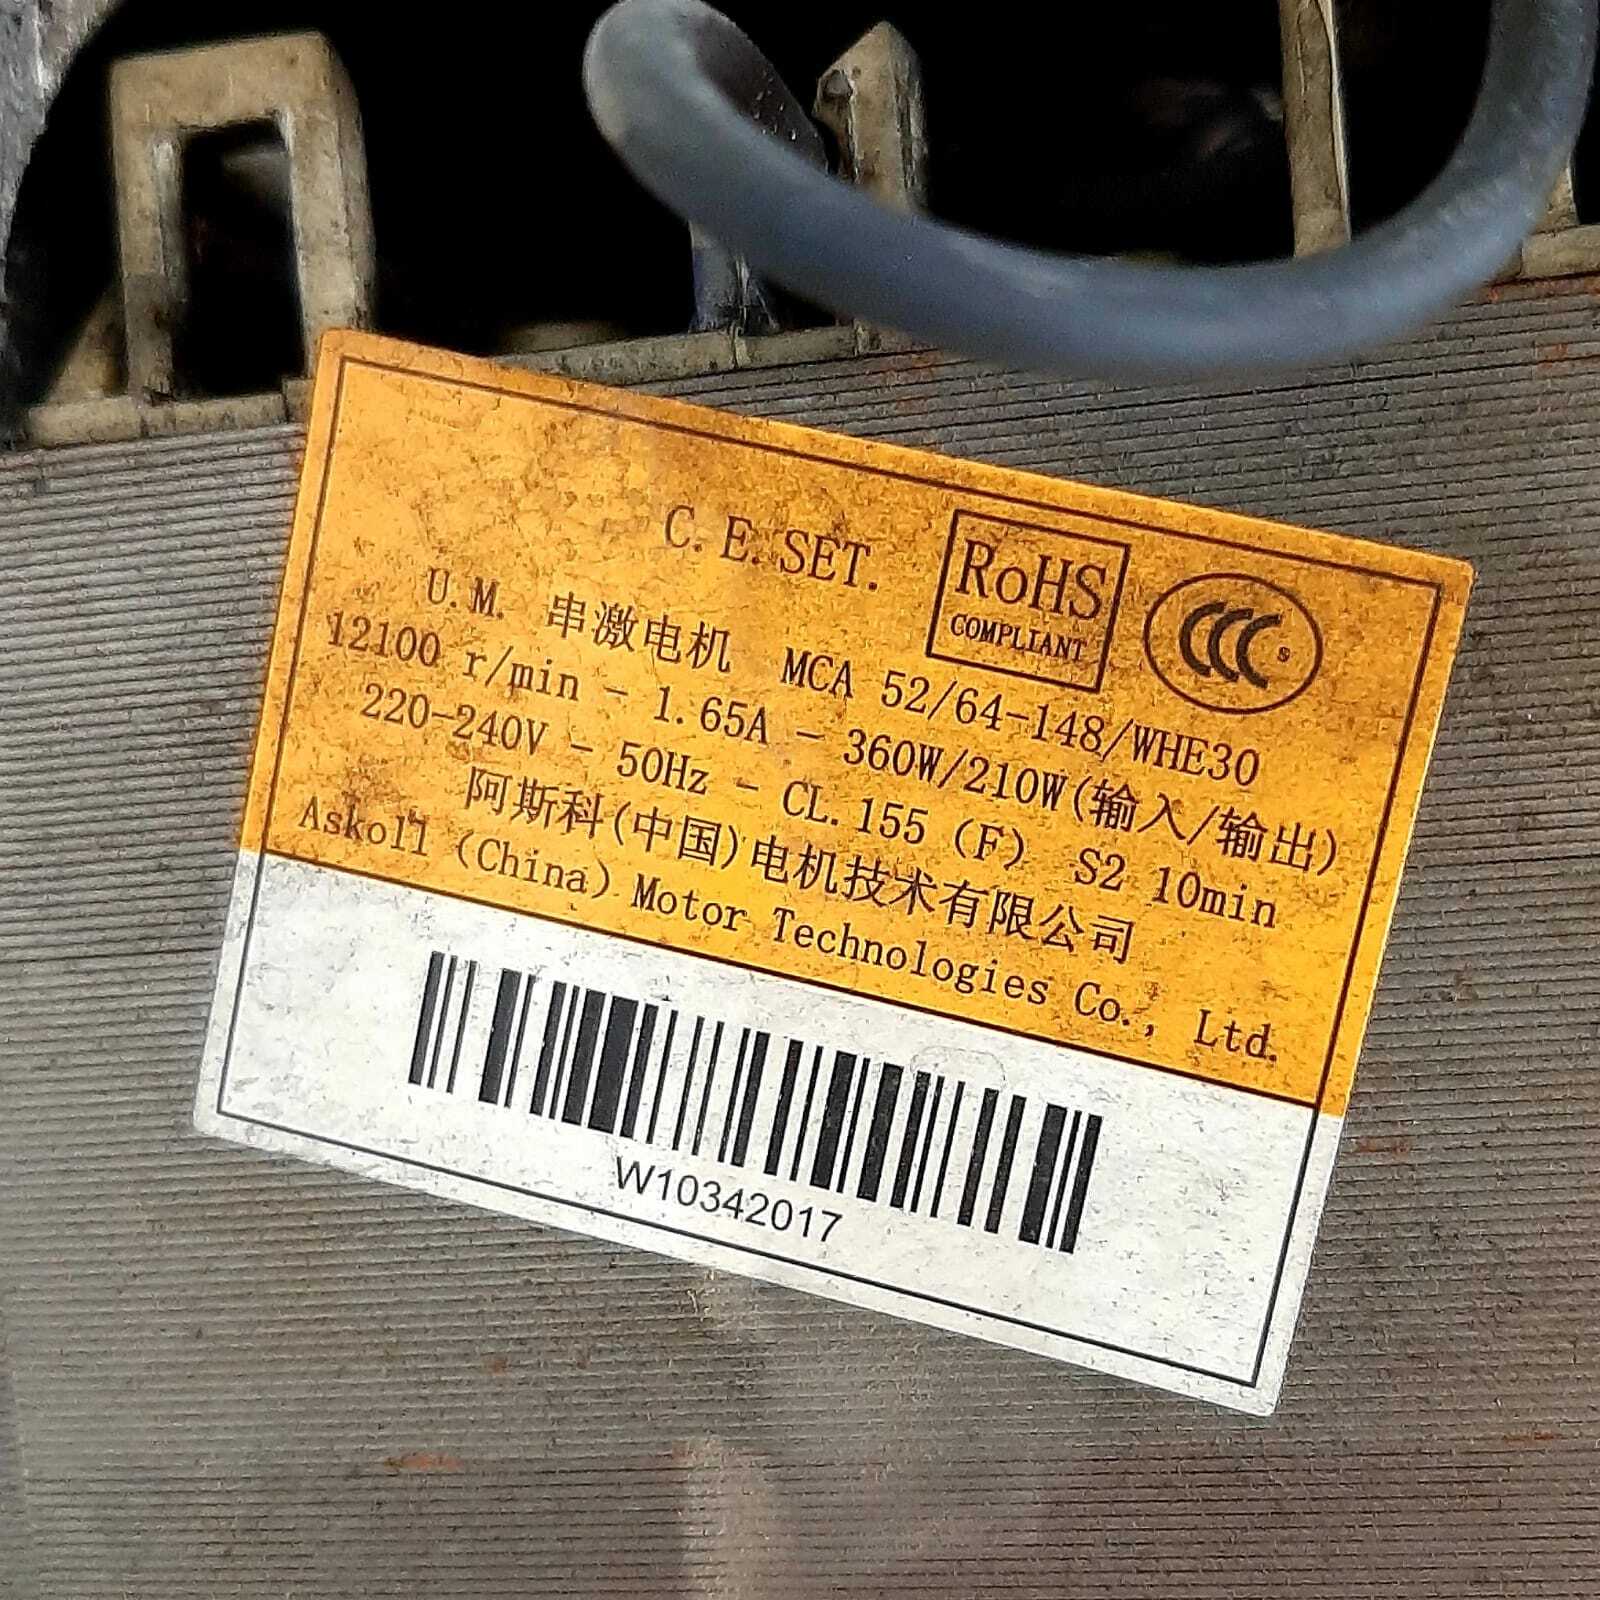 C. E. SET.
RoHS
COMPLIANT
CCC S
U. M. 串激电机 MCA 52/64-148/WHE30
12100 r/min - 1.65A - 360W/210W(输入/输出)
220-240V - 50Hz - CL. 155 (F) S2 10min
阿斯科(中国)电机技术有限公司
Askoll (China) Motor Technologies Co., Ltd.
W10342017